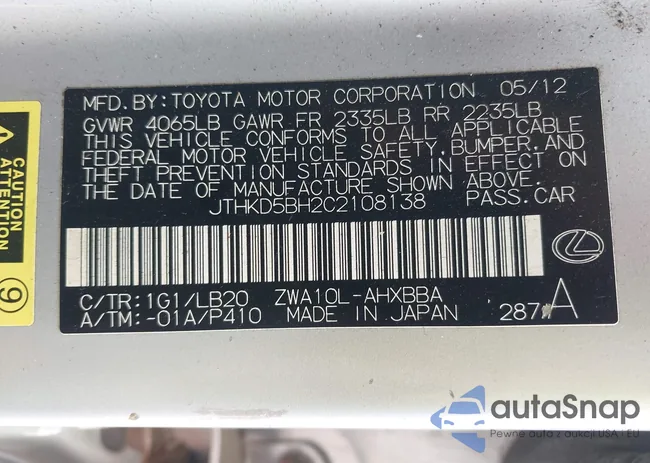 MFD.BY:TOYOTA MOTOR CORPORATION 05/12
GVWR 4065LB GAWR FR 2335LB RR 2235LB
THIS VEHICLE CONFORMS TO ALL APPLICABLE
FEDERAL MOTOR VEHICLE SAFETY,BUMPER,AND
THEFT PREVENTION STANDARDS IN EFFECT ON
THE DATE OF MANUFACTURE SHOWN ABOVE.
JTHKD5BH2C2108138 PASS.CAR
C/TR:1G1/LB20 ZWA10L-AHXBBA
A/TM:-01A/P410 MADE IN JAPAN 287 A
CAUTION
ATTENTION
9
autoSnap
Pewne auta z aukcji USA i EU